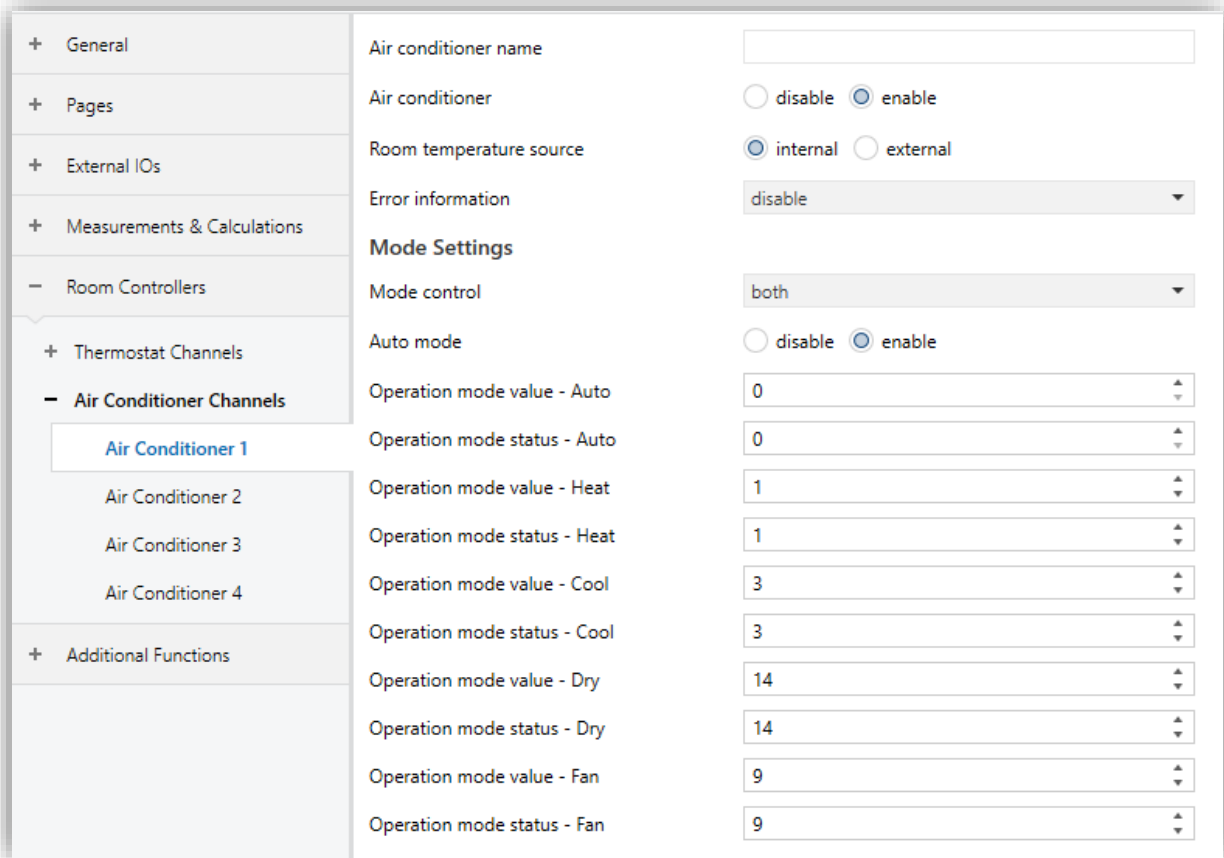 General
Pages
External IOs
Measurements & Calculations
Room Controllers
Thermostat Channels
Air Conditioner Channels
Air Conditioner 1
Air Conditioner 2
Air Conditioner 3
Air Conditioner 4
Additional Functions
Air conditioner name
Air conditioner disable enable
Room temperature source internal external
Error information disable
Mode Settings
Mode control both
Auto mode disable enable
Operation mode value - Auto 0
Operation mode status - Auto 0
Operation mode value - Heat 1
Operation mode status - Heat 1
Operation mode value - Cool 3
Operation mode status - Cool 3
Operation mode value - Dry 14
Operation mode status - Dry 14
Operation mode value - Fan 9
Operation mode status - Fan 9